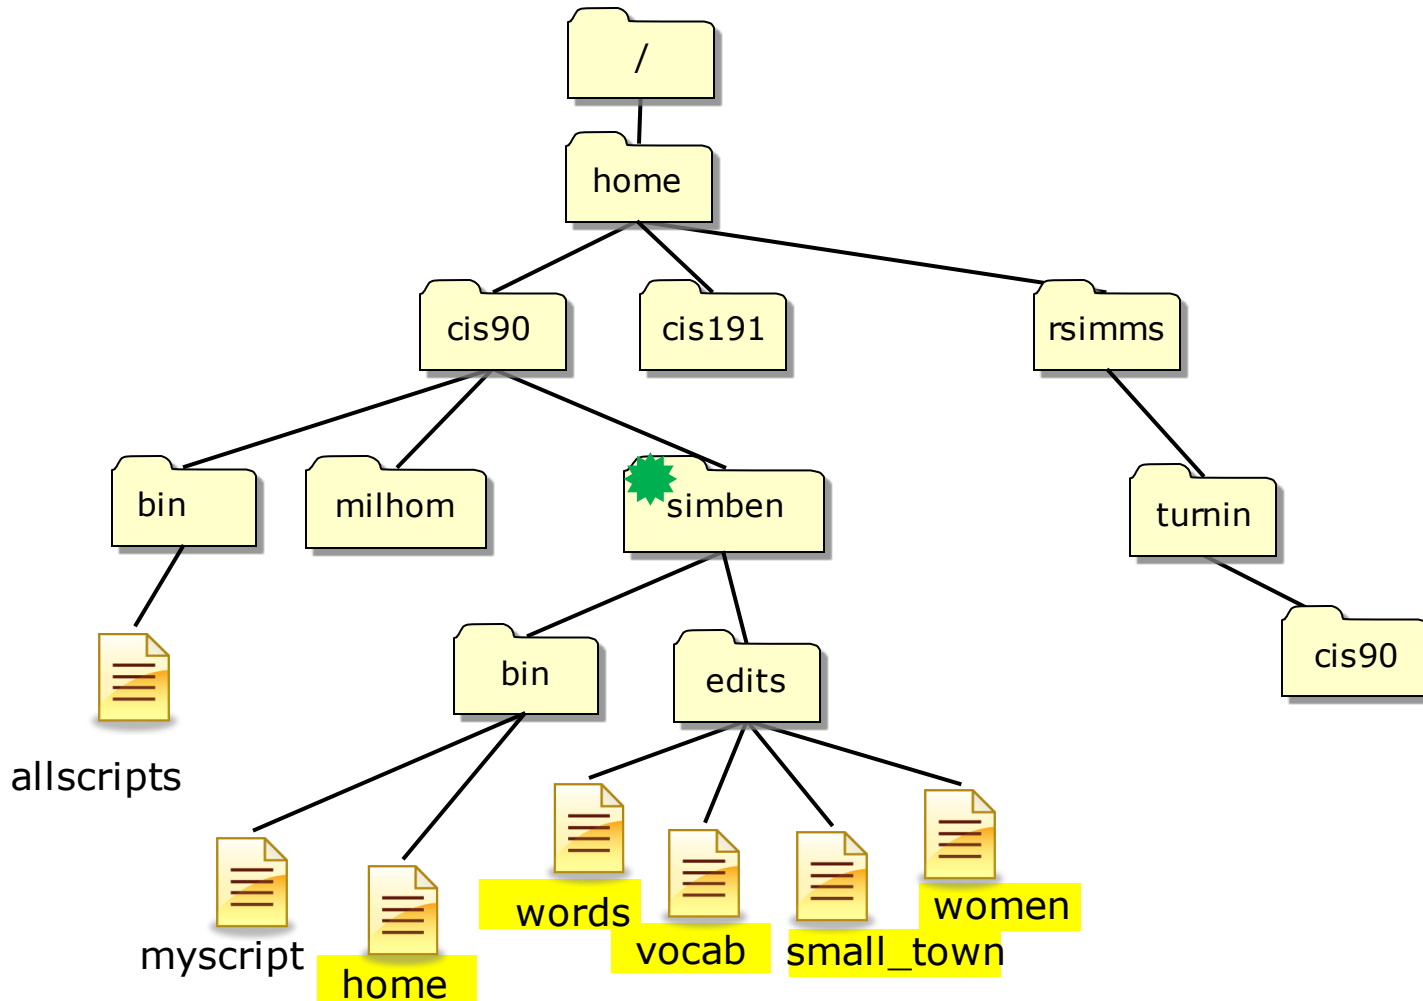 /
home
cis90
cis191
rsimms
bin
milhom
simben
turnin
bin
edits
cis90
allscripts
myscript
home
words
vocab
small_town
women